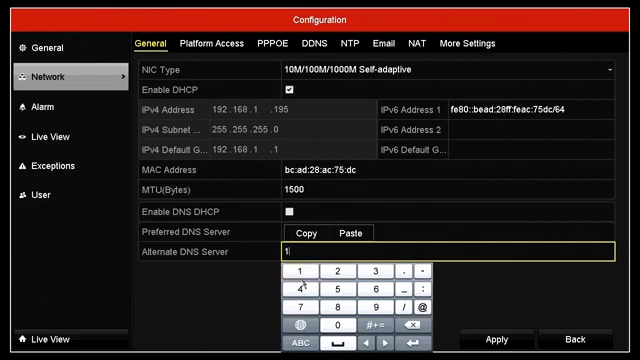 Configuration
General Platform Access PPPOE DDNS NTP Email NAT More Settings
General
Network >
Alarm
Live View
Exceptions
User
Live View
NIC Type 10M/100M/1000M Self-adaptive
Enable DHCP
IPv4 Address 192 .168 .1 .195 IPv6 Address 1 fe80::bead:28ff:feac:75dc/64
IPv4 Subnet ... 255 .255 .255 .0 IPv6 Address 2
IPv4 Default G... 192 .168 .1 .1 IPv6 Default G...
MAC Address bc:ad:28:ac:75:dc
MTU(Bytes) 1500
Enable DNS DHCP
Preferred DNS Server Copy Paste
Alternate DNS Server 1
1 2 3 . -
4 5 6 _ :
7 8 9 / @
0 #+=
ABC
Apply Back